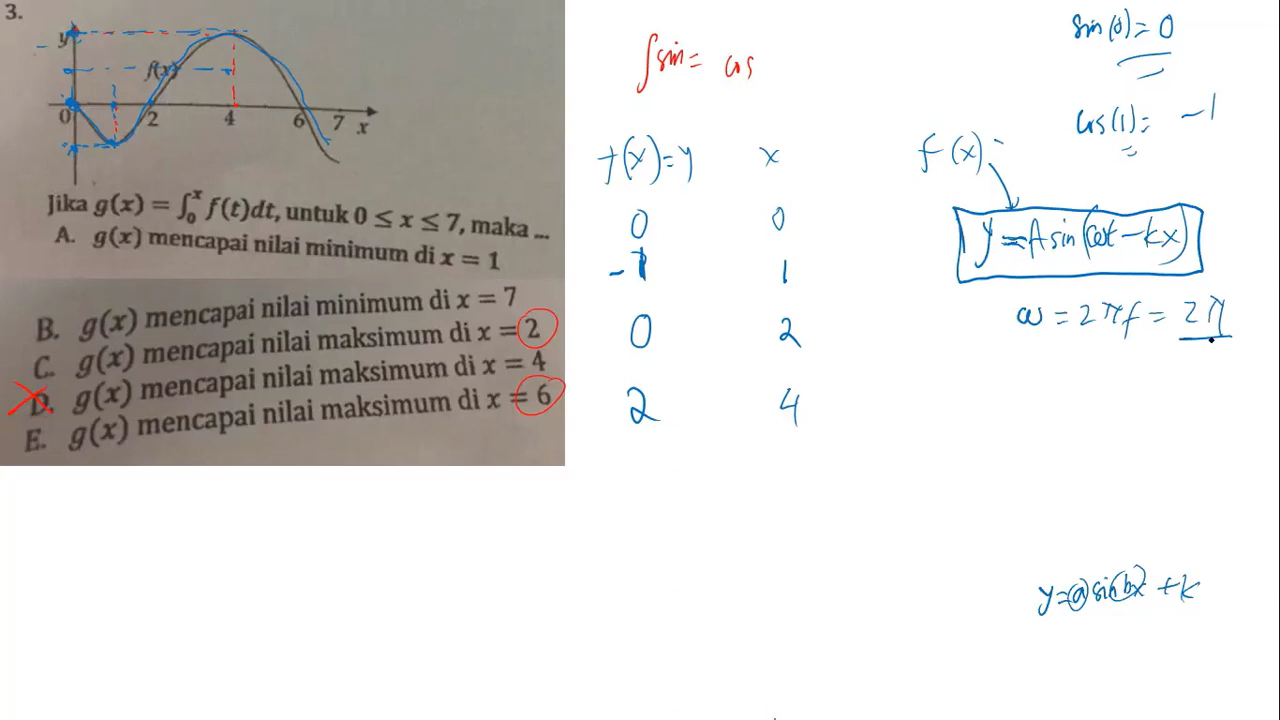 3.
y
f(x)
0 2 4 6 7 x
Jika g(x) = ∫₀ˣ f(t)dt, untuk 0 ≤ x ≤ 7, maka ...
A. g(x) mencapai nilai minimum di x = 1
B. g(x) mencapai nilai minimum di x = 7
C. g(x) mencapai nilai maksimum di x = 2
D. g(x) mencapai nilai maksimum di x = 4
E. g(x) mencapai nilai maksimum di x = 6
∫sin = cos
f(x)=y x
0 0
-1 1
0 2
2 4
sin(0)=0
cos(1)= -1
f(x)=
y=A sin(ωt-kx)
ω = 2πf = 2π
y=a sin bx +k